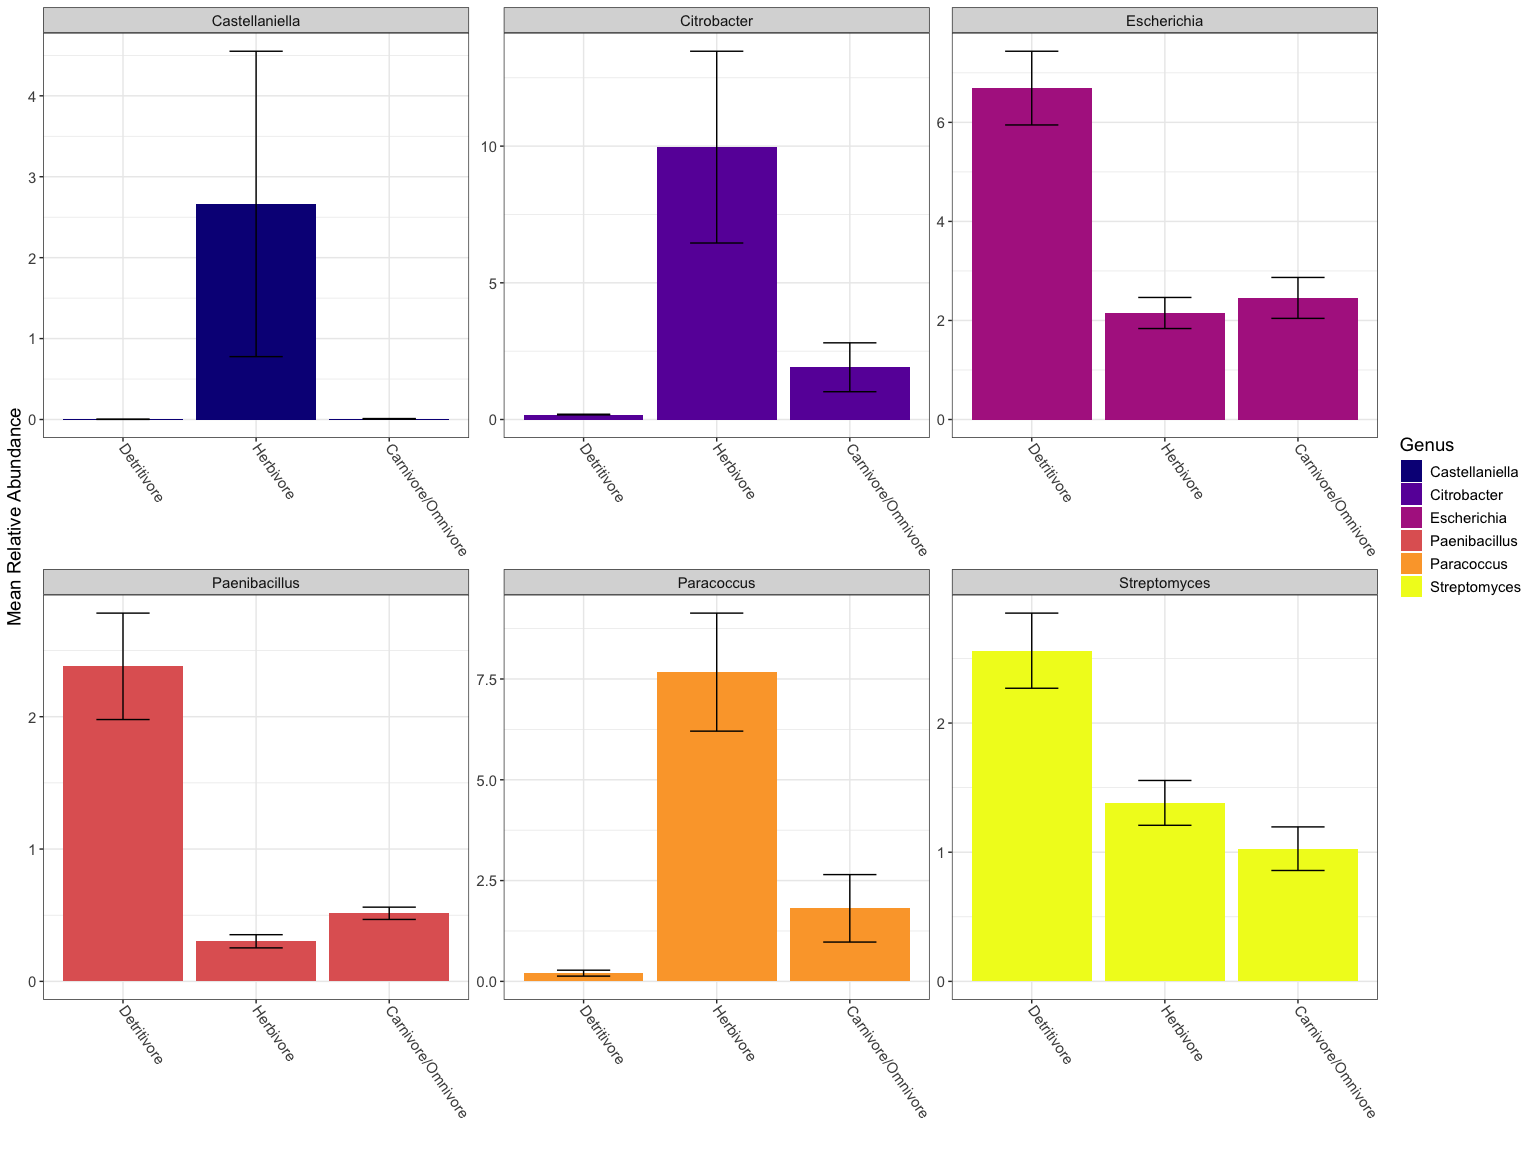 Castellaniella
Citrobacter
Escherichia
4
3
2
1
0
10
5
0
6
4
2
0
Detritivore
Herbivore
Carnivore/Omnivore
Detritivore
Herbivore
Carnivore/Omnivore
Detritivore
Herbivore
Carnivore/Omnivore
Mean Relative Abundance
Genus
Castellaniella
Citrobacter
Escherichia
Paenibacillus
Paracoccus
Streptomyces
Paenibacillus
Paracoccus
Streptomyces
2
1
0
7.5
5.0
2.5
0.0
2
1
0
Detritivore
Herbivore
Carnivore/Omnivore
Detritivore
Herbivore
Carnivore/Omnivore
Detritivore
Herbivore
Carnivore/Omnivore